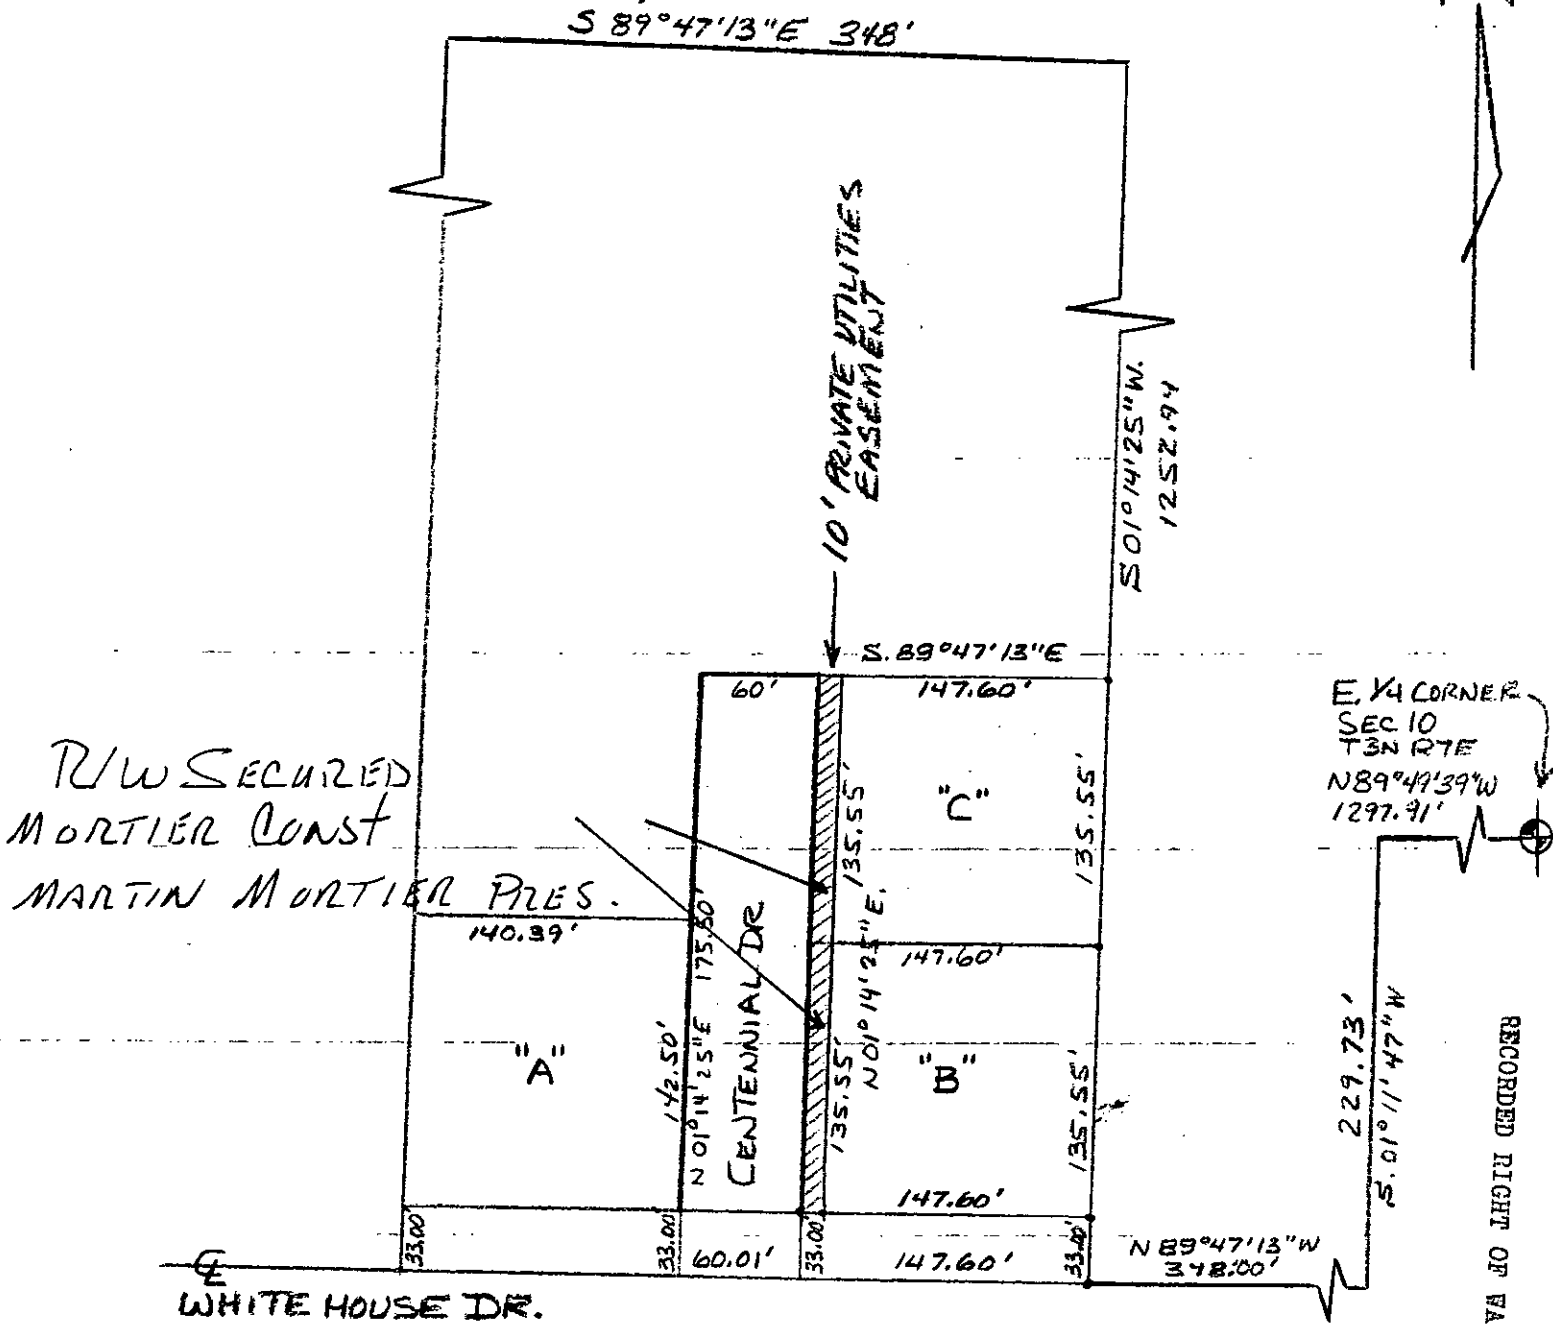 S 89°47'13"E 348'
10' PRIVATE UTILITIES
EASEMENT
S 01°14'25"W.
1252.94
S. 89°47'13"E
60'
147.60'
E. 1/4 CORNER
SEC 10
T3N R7E
N89°49'39"W
1297.91'
R/W SECURED
MORTIER CONST
MARTIN MORTIER PRES.
135.55'
"C"
135.55'
140.39'
147.60'
N 01°14'25"E 175.50'
142.50'
CENTENNIAL DR
N 01°14'25"E.
135.55'
"A"
"B"
135.55'
229.73'
S. 01°11'47"W
RECORDED RIGHT OF WA
147.60'
33.00'
33.00'
60.01'
33.00'
147.60'
33.00'
N 89°47'13"W
348.00'
CL
WHITE HOUSE DR.